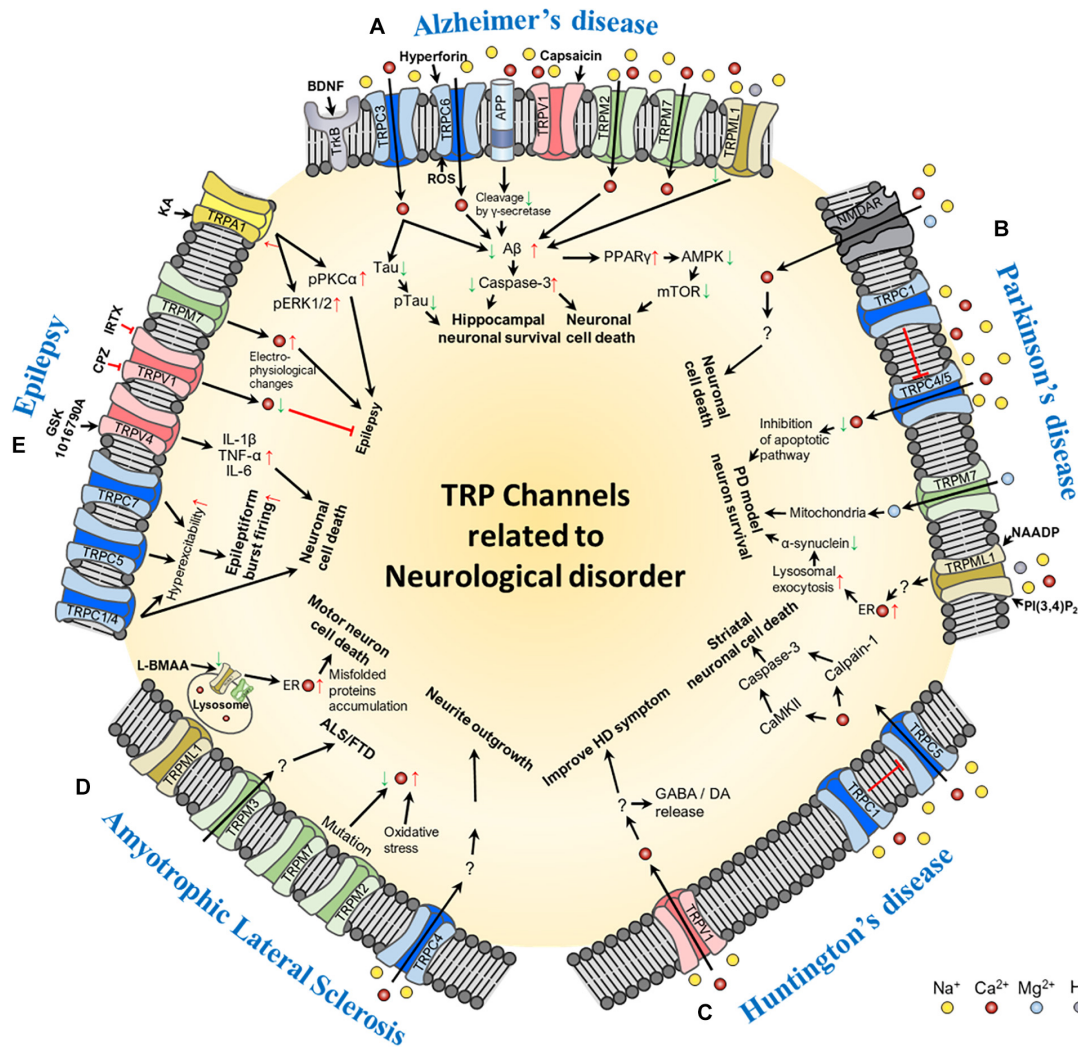 A
Alzheimer's disease
Hyperforin
Capsaicin
BDNF
TrkB
TRPC3
TRPC6
APP
TRPV1
TRPM2
TRPM7
TRPML1
ROS
Cleavage↓
by γ-secretase
↓ Aβ ↑
PPARγ↑
AMPK↓
mTOR↓
Tau↓
pTau↓
↓ Caspase-3↑
Hippocampal
neuronal survival
Neuronal
cell death
B
Parkinson's disease
NMDAR
TRPC1
TRPC4/5
TRPM7
TRPML1
NAADP
PI(3,4)P₂
?
Neuronal
cell death
Inhibition
of apoptotic
pathway
↓
PD model
neuron survival
Mitochondria
α-synuclein↓
Lysosomal
exocytosis ↑
ER ↑
?
C
Huntington's disease
TRPC5
TRPC1
TRPV1
Striatal
neuronal cell death
Caspase-3
Calpain-1
CaMKII
Improve HD symptom
?
GABA / DA
release
D
Amyotrophic Lateral Sclerosis
TRPML1
TRPM3
TRPM7
TRPM2
TRPC4
L-BMAA
↓
Lysosome
ER ↑
Misfolded
proteins
accumulation
Motor neuron
cell death
ALS/FTD
?
↓ ↑
Mutation
Oxidative
stress
Neurite outgrowth
?
E
Epilepsy
KA
TRPA1
TRPM7
IRTX
CPZ
TRPV1
GSK
1016790A
TRPV4
TRPC7
TRPC5
TRPC1/4
pPKCα↑
pERK1/2↑
↑
Electro-
physiological
changes
↓
Epilepsy
IL-1β
TNF-α ↑
IL-6
Hyperexcitability↑
Epileptiform
burst firing↑
Neuronal
cell death
TRP Channels
related to
Neurological disorder
Na⁺ Ca²⁺ Mg²⁺ H